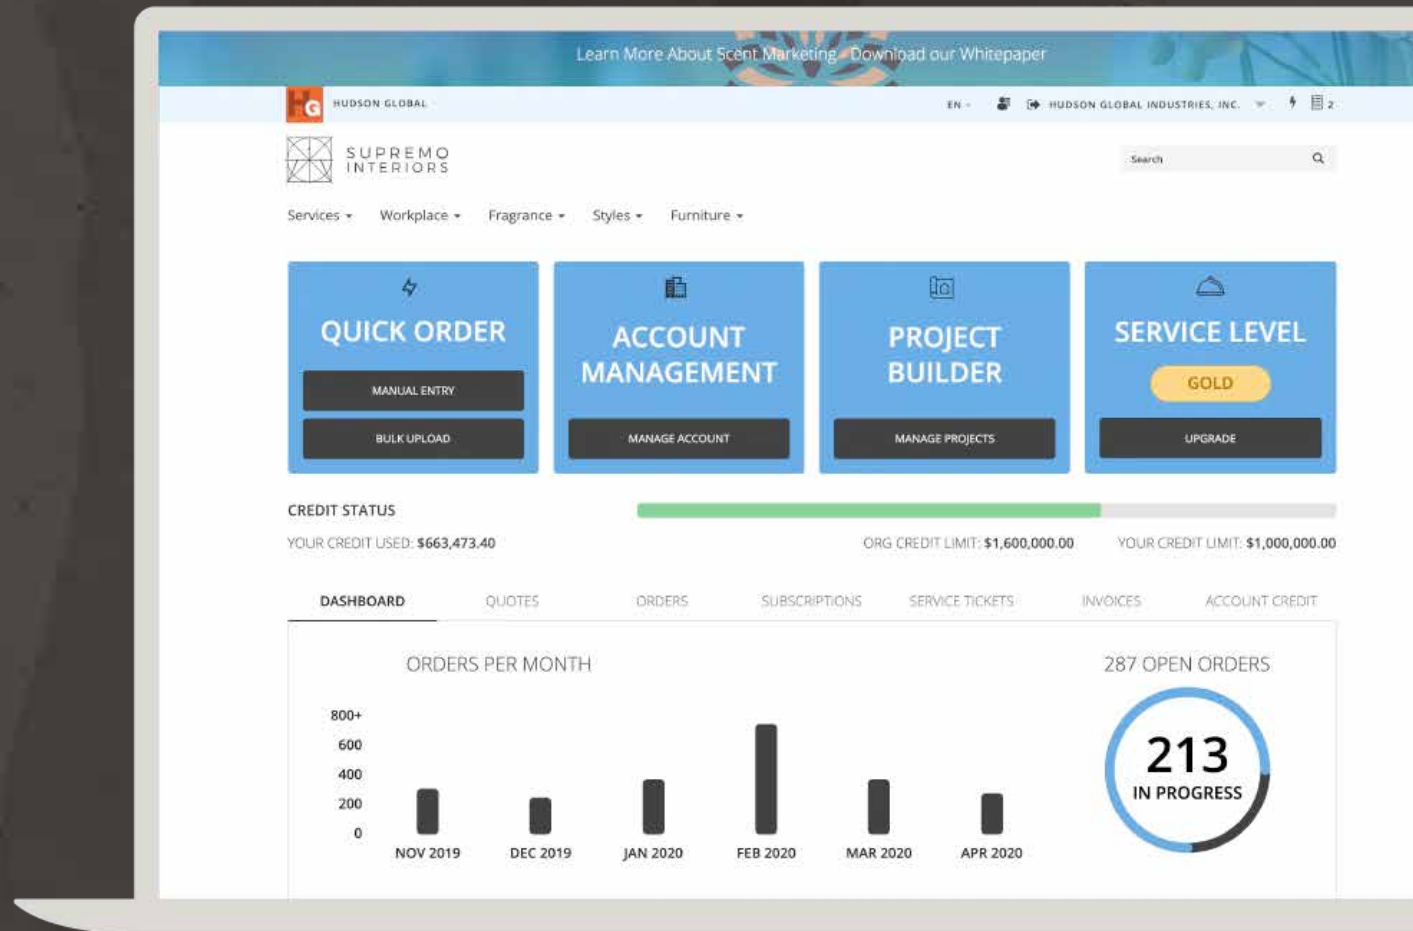 Learn More About Scent Marketing - Download our Whitepaper
HG
HUDSON GLOBAL
EN
HUDSON GLOBAL INDUSTRIES, INC.
2
SUPREMO
INTERIORS
Search
Services
Workplace
Fragrance
Styles
Furniture
QUICK ORDER
MANUAL ENTRY
BULK UPLOAD
ACCOUNT
MANAGEMENT
MANAGE ACCOUNT
PROJECT
BUILDER
MANAGE PROJECTS
SERVICE LEVEL
GOLD
UPGRADE
CREDIT STATUS
YOUR CREDIT USED: $663,473.40
ORG CREDIT LIMIT: $1,600,000.00
YOUR CREDIT LIMIT: $1,000,000.00
DASHBOARD
QUOTES
ORDERS
SUBSCRIPTIONS
SERVICE TICKETS
INVOICES
ACCOUNT CREDIT
ORDERS PER MONTH
800+
600
400
200
0
NOV 2019
DEC 2019
JAN 2020
FEB 2020
MAR 2020
APR 2020
287 OPEN ORDERS
213
IN PROGRESS